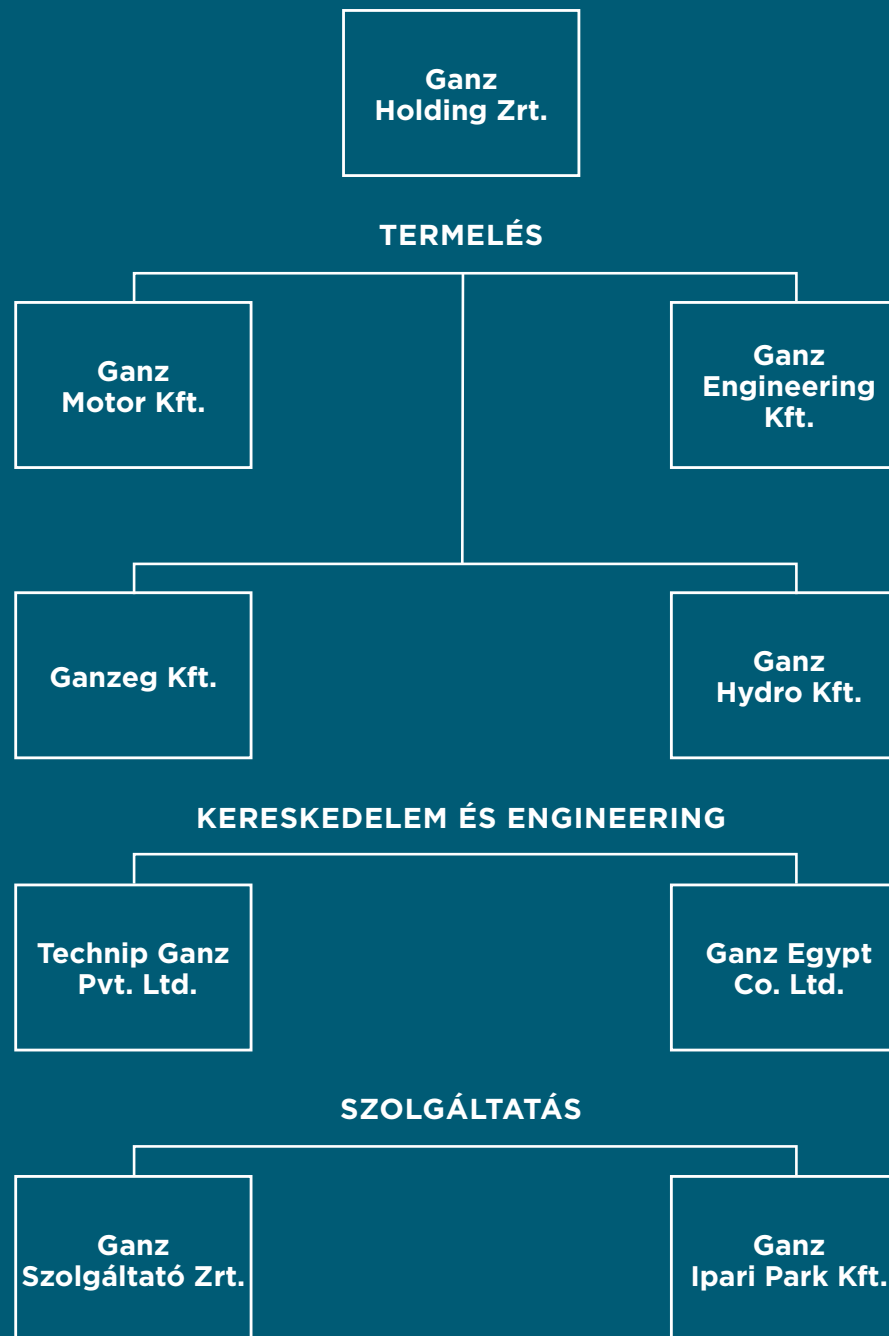 Ganz
Holding Zrt.
TERMELÉS
Ganz
Motor Kft.
Ganz
Engineering
Kft.
Ganzeg Kft.
Ganz
Hydro Kft.
KERESKEDELEM ÉS ENGINEERING
Technip Ganz
Pvt. Ltd.
Ganz Egypt
Co. Ltd.
SZOLGÁLTATÁS
Ganz
Szolgáltató Zrt.
Ganz
Ipari Park Kft.